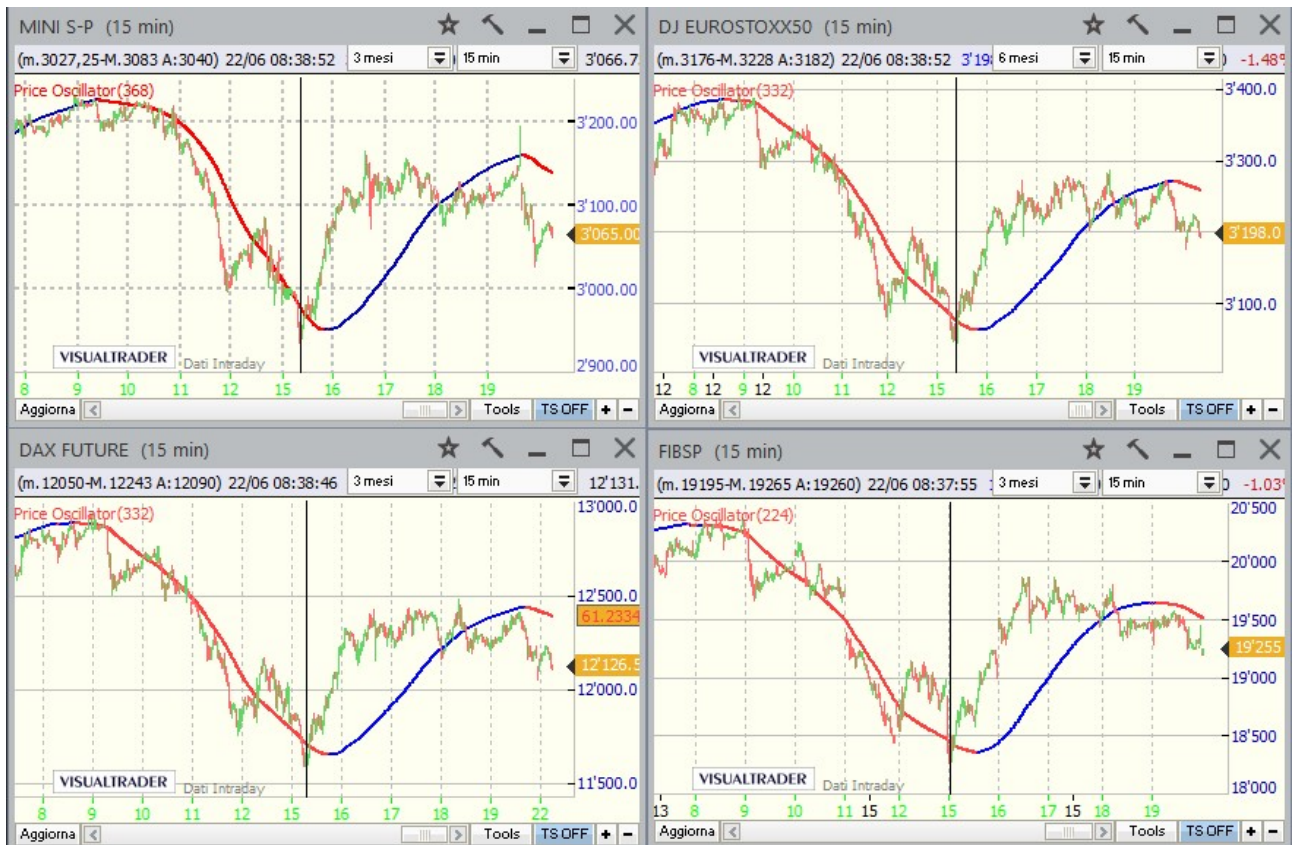 MINI S-P (15 min)
(m.3027,25-M.3083 A:3040) 22/06 08:38:52 3 mesi 15 min 3'066.7
Price Oscillator(368)
3'200.00
3'100.00
3'065.00
3'000.00
2'900.00
VISUALTRADER
Dati Intraday
8 9 10 11 12 15 16 17 18 19
Aggiorna Tools TS OFF + -
DJ EUROSTOXX50 (15 min)
(m.3176-M.3228 A:3182) 22/06 08:38:52 3'19 6 mesi 15 min -1.48%
Price Oscillator(332)
3'400.0
3'300.0
3'198.0
3'100.0
VISUALTRADER
Dati Intraday
12 8 12 9 12 10 11 12 15 16 17 18 19
Aggiorna Tools TS OFF + -
DAX FUTURE (15 min)
(m.12050-M.12243 A:12090) 22/06 08:38:46 3 mesi 15 min 12'131.
Price Oscillator(332)
13'000.0
12'500.0
61.2334
12'126.5
12'000.0
11'500.0
VISUALTRADER
Dati Intraday
8 9 10 11 12 15 16 17 18 19 22
Aggiorna Tools TS OFF + -
FIBSP (15 min)
(m.19195-M.19265 A:19260) 22/06 08:37:55 3 mesi 15 min -1.03%
Price Oscillator(224)
20'500
20'000
19'500
19'255
19'000
18'500
18'000
VISUALTRADER
Dati Intraday
13 8 9 10 11 15 12 15 16 17 15 18 19
Aggiorna Tools TS OFF + -